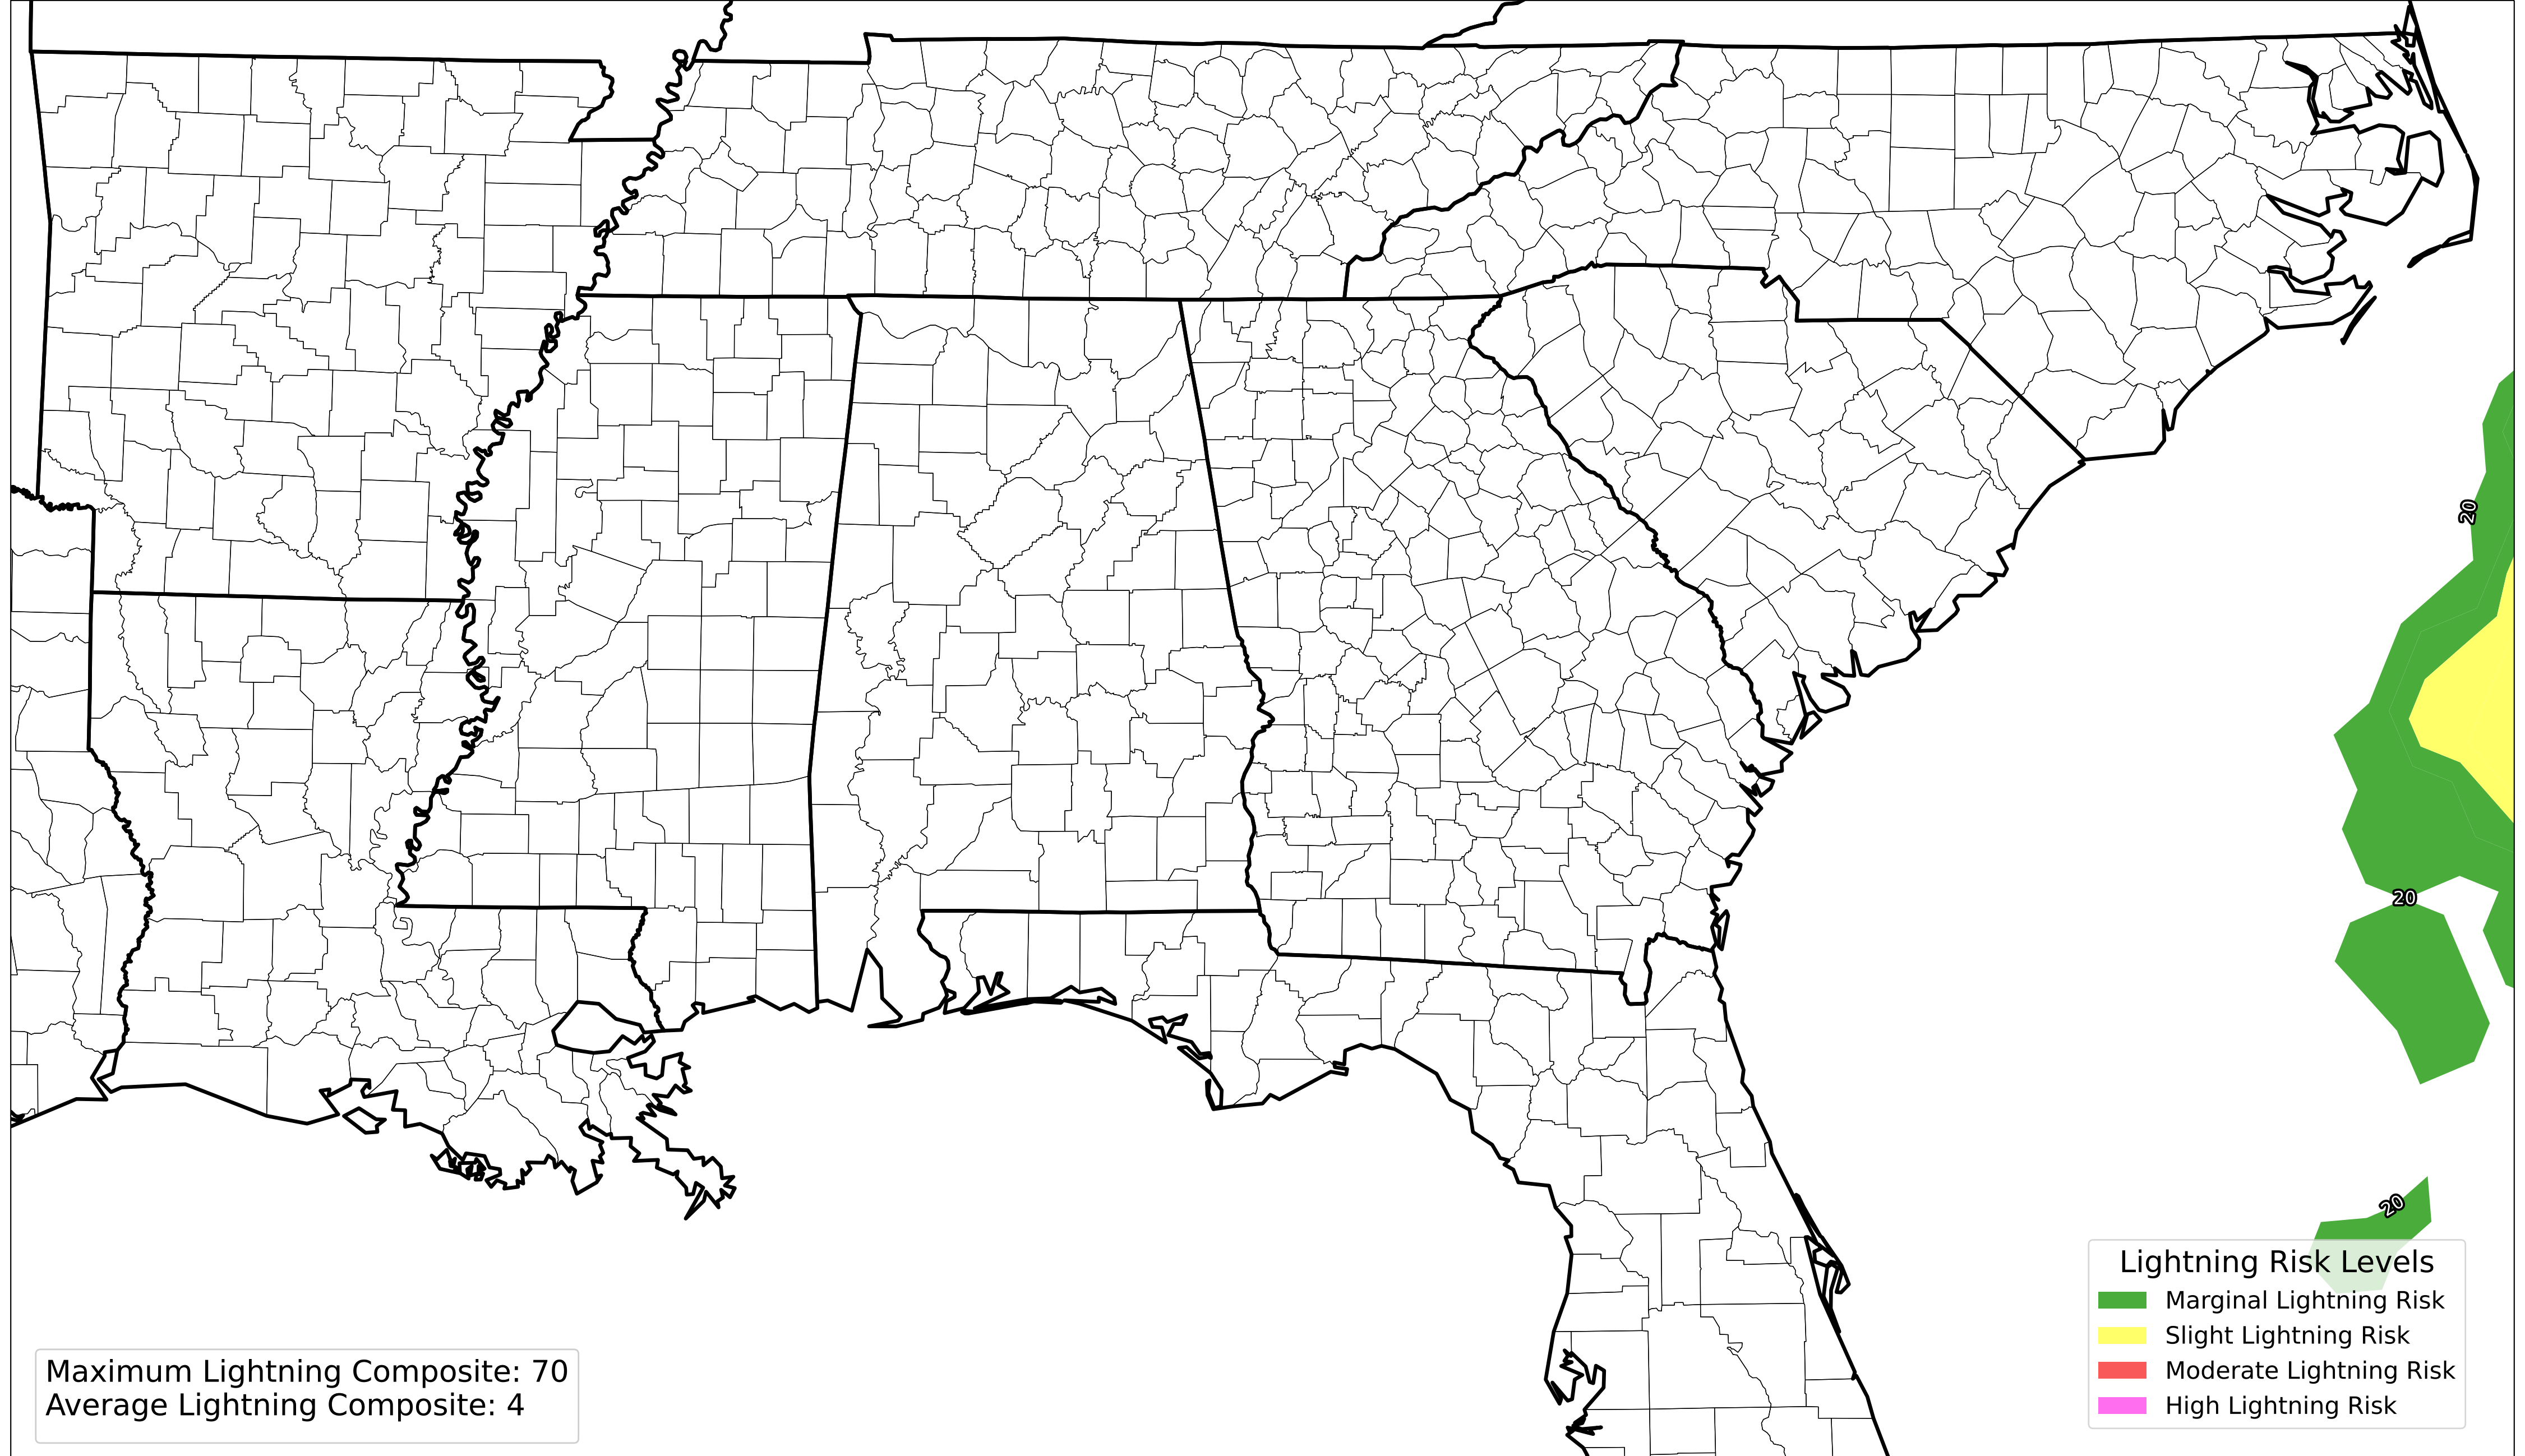 20
20
20
Lightning Risk Levels
Marginal Lightning Risk
Slight Lightning Risk
Moderate Lightning Risk
High Lightning Risk
Maximum Lightning Composite: 70
Average Lightning Composite: 4